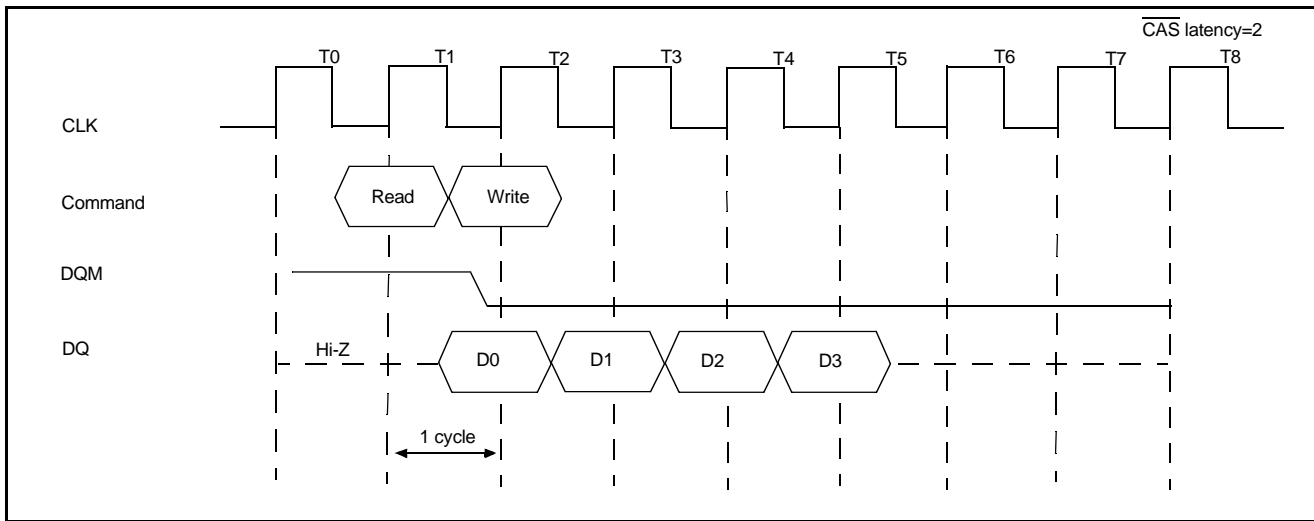 CAS latency=2
T0 T1 T2 T3 T4 T5 T6 T7 T8
CLK
Command Read Write
DQM
DQ Hi-Z D0 D1 D2 D3
1 cycle